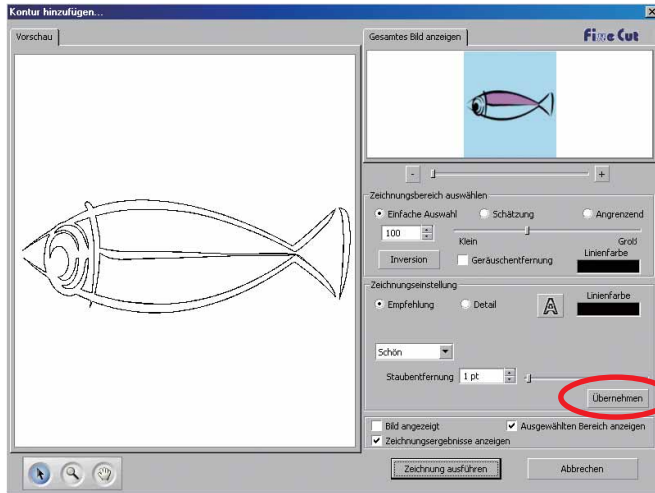 Kontur hinzufügen...
Vorschau
Gesamtes Bild anzeigen
Fine Cut
- +
Zeichnungsbereich auswählen
Einfache Auswahl Schätzung Angrenzend
100
Klein Groß
Inversion Geräuschentfernung Linienfarbe
Zeichnungseinstellung
Empfehlung Detail A Linienfarbe
Schön
Staubentfernung 1 pt
Übernehmen
Bild angezeigt Ausgewählten Bereich anzeigen
Zeichnungsergebnisse anzeigen
Zeichnung ausführen Abbrechen